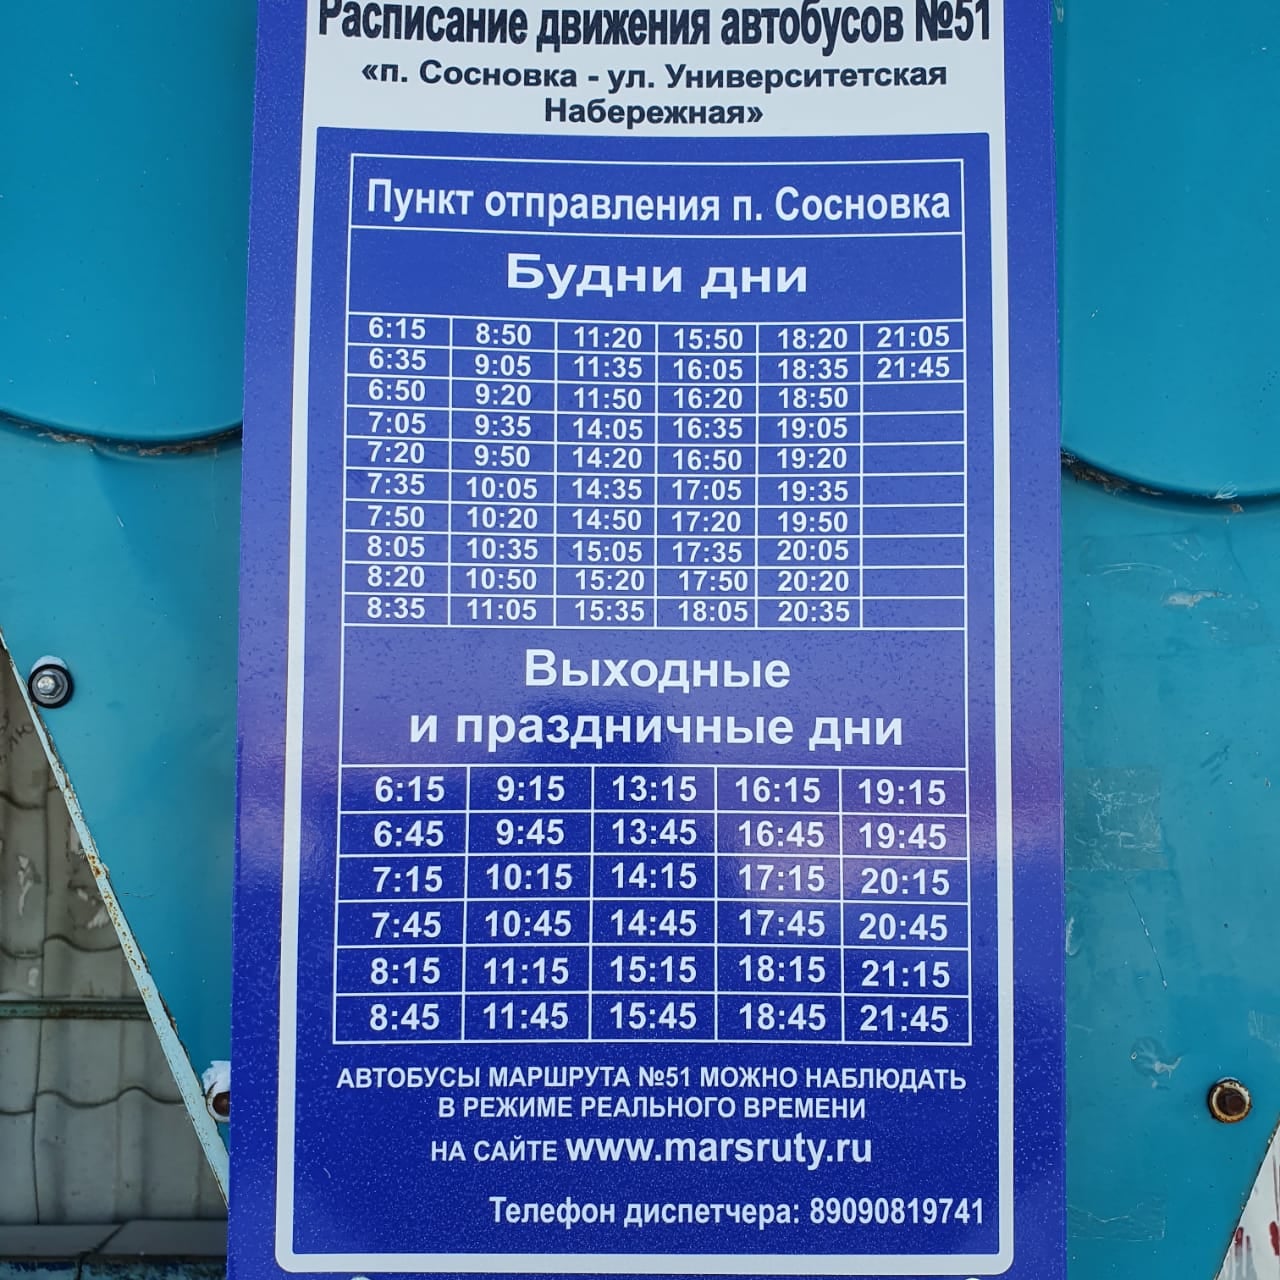 Расписание движения автобусов №51
«п. Сосновка - ул. Университетская
Набережная»
Пункт отправления п. Сосновка
Будни дни
6:15 8:50 11:20 15:50 18:20 21:05
6:35 9:05 11:35 16:05 18:35 21:45
6:50 9:20 11:50 16:20 18:50
7:05 9:35 14:05 16:35 19:05
7:20 9:50 14:20 16:50 19:20
7:35 10:05 14:35 17:05 19:35
7:50 10:20 14:50 17:20 19:50
8:05 10:35 15:05 17:35 20:05
8:20 10:50 15:20 17:50 20:20
8:35 11:05 15:35 18:05 20:35
Выходные
и праздничные дни
6:15 9:15 13:15 16:15 19:15
6:45 9:45 13:45 16:45 19:45
7:15 10:15 14:15 17:15 20:15
7:45 10:45 14:45 17:45 20:45
8:15 11:15 15:15 18:15 21:15
8:45 11:45 15:45 18:45 21:45
АВТОБУСЫ МАРШРУТА №51 МОЖНО НАБЛЮДАТЬ
В РЕЖИМЕ РЕАЛЬНОГО ВРЕМЕНИ
НА САЙТЕ www.marsruty.ru
Телефон диспетчера: 89090819741